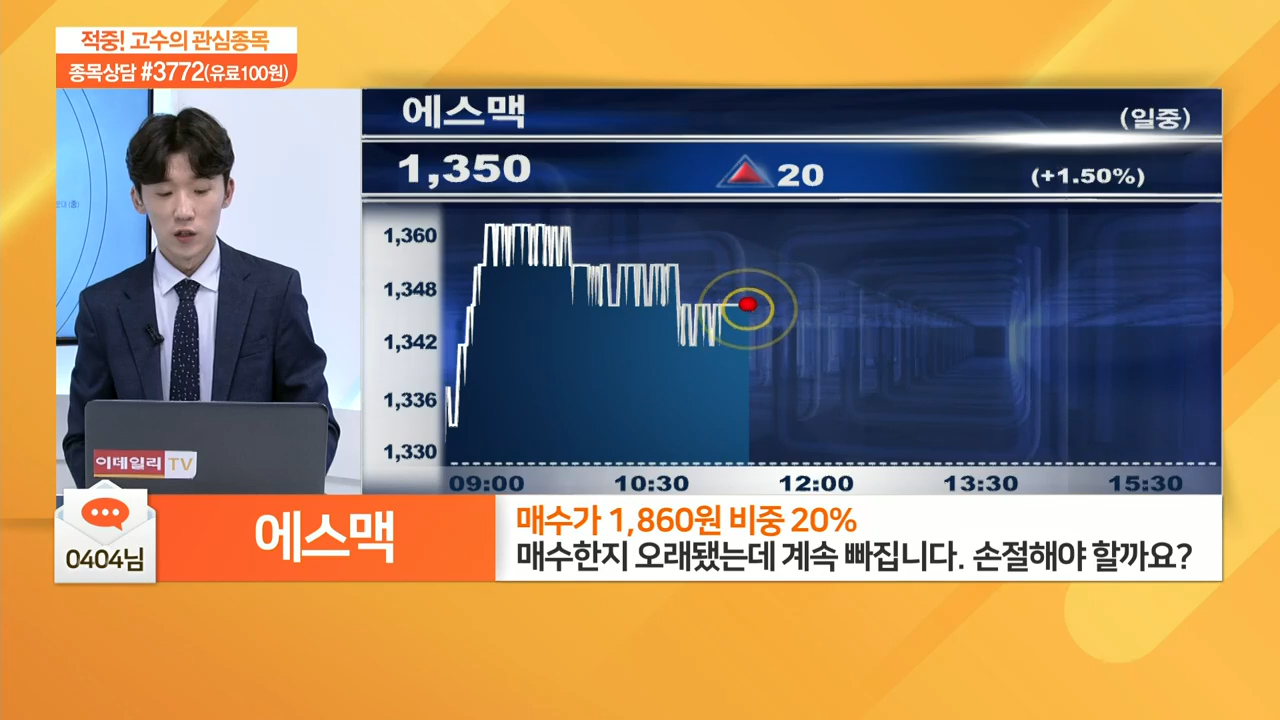 적중! 고수의 관심종목
종목상담 #3772(유료100원)
에스맥
(일중)
1,350
20
(+1.50%)
1,360
1,348
1,342
1,336
1,330
09:00
10:30
12:00
13:30
15:30
이데일리TV
0404님
에스맥
매수가 1,860원 비중 20%
매수한지 오래됐는데 계속 빠집니다. 손절해야 할까요?